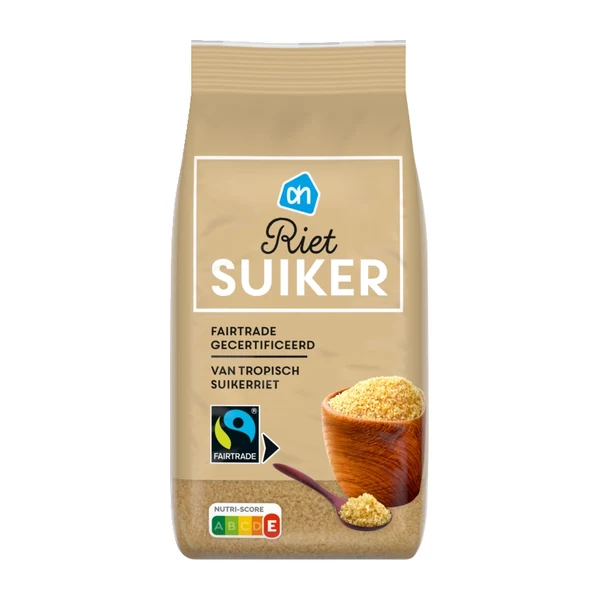 ah
Riet
SUIKER
FAIRTRADE
GECERTIFICEERD
VAN TROPISCH
SUIKERRIET
®
FAIRTRADE
NUTRI-SCORE
A B C D E